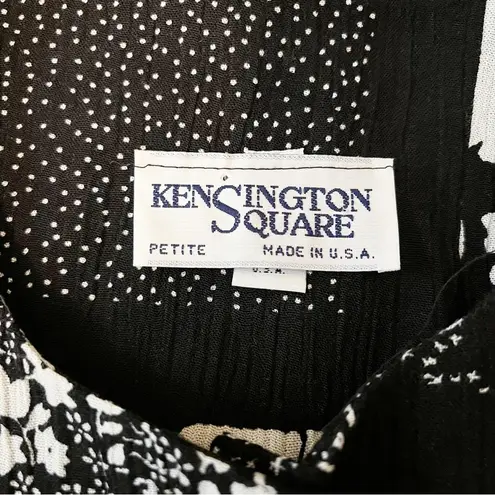 KENSINGTON
SQUARE
PETITE MADE IN U.S.A.
U.S.A.